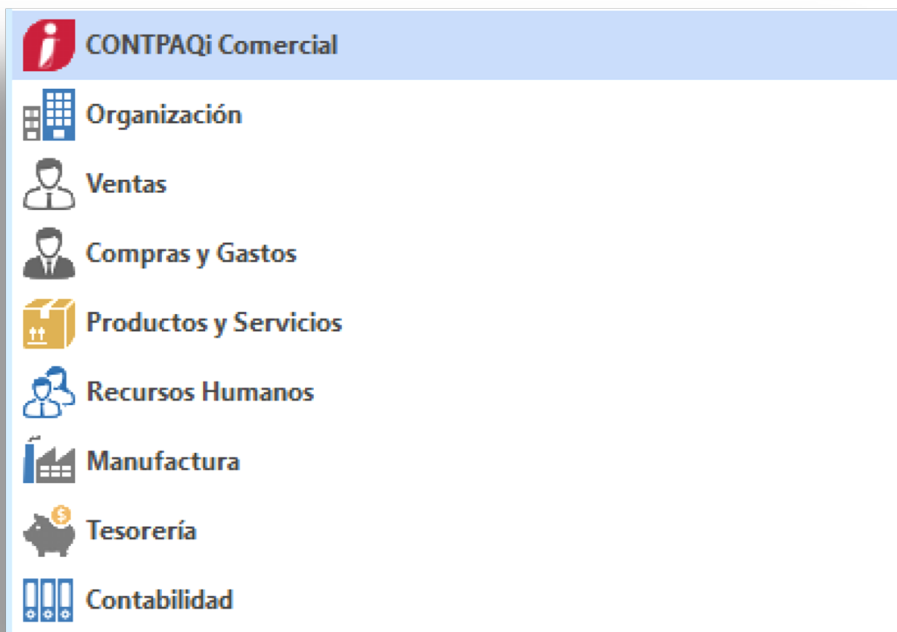 CONTPAQi Comercial
Organización
Ventas
Compras y Gastos
Productos y Servicios
Recursos Humanos
Manufactura
Tesorería
Contabilidad